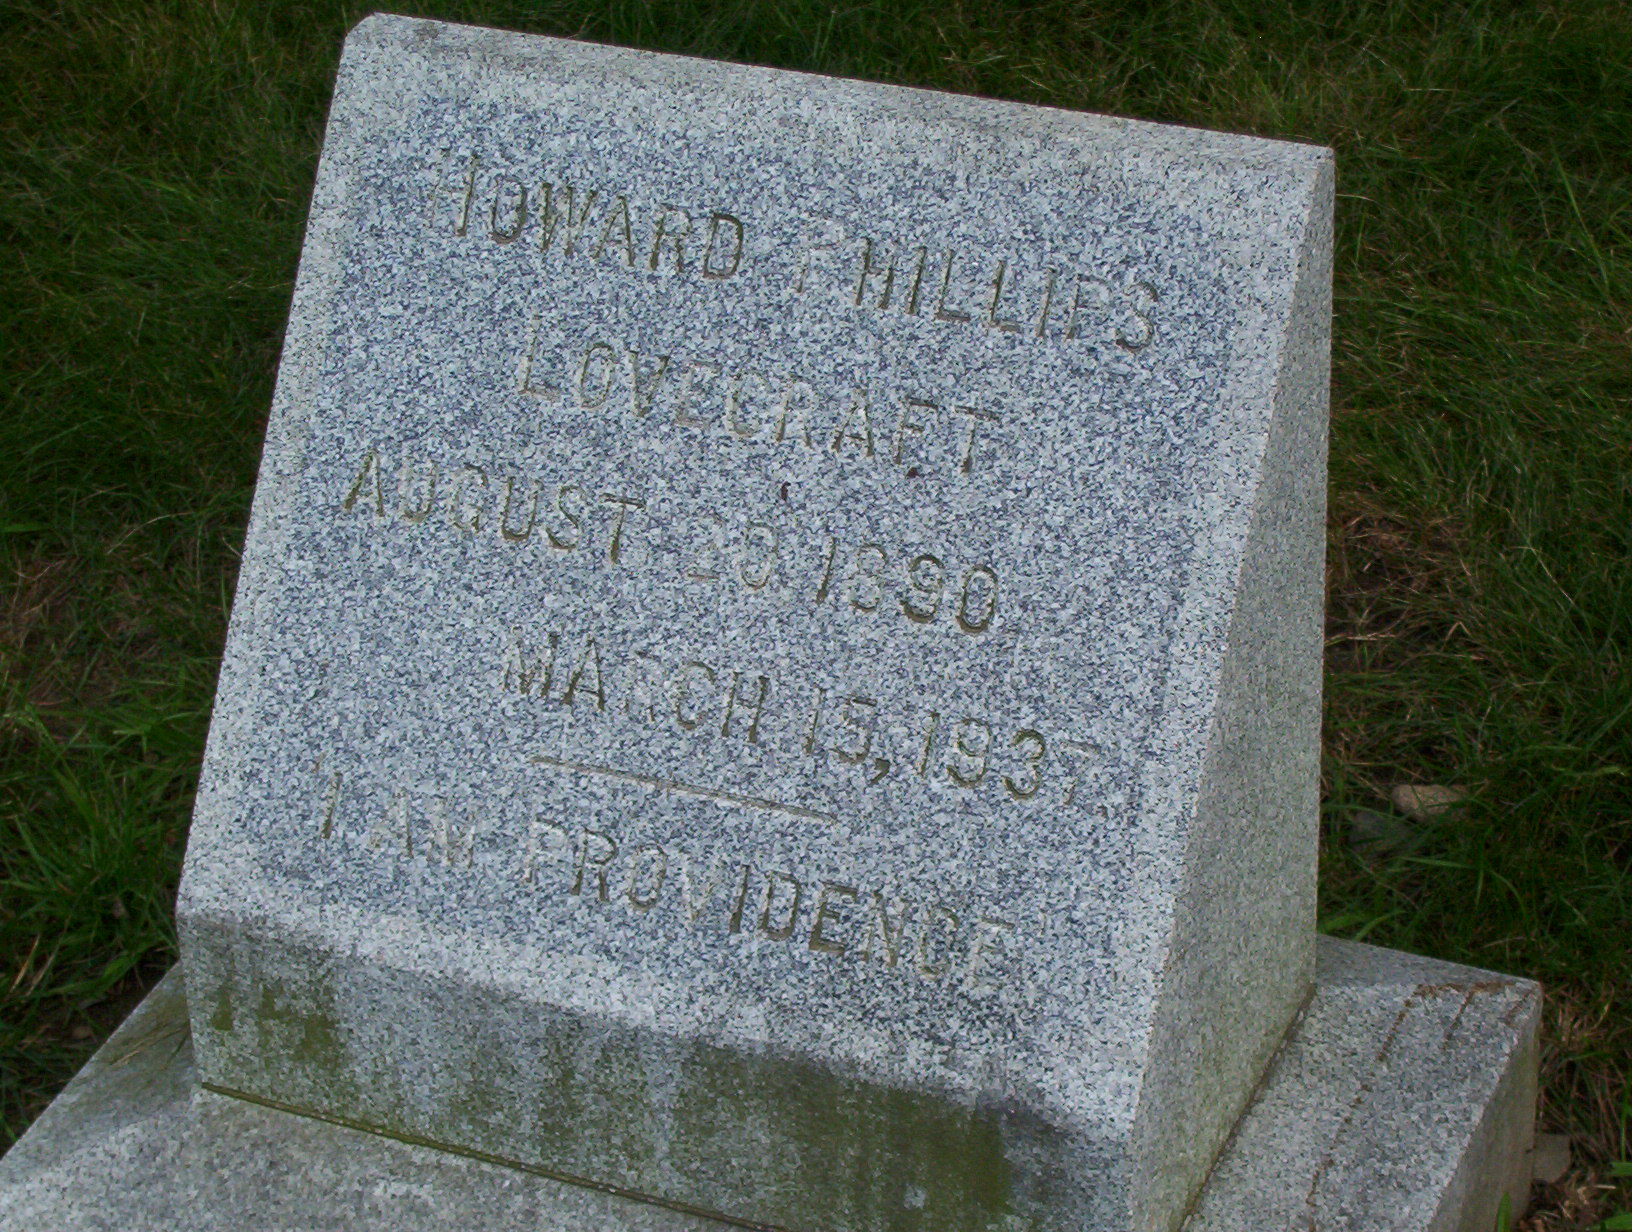 HOWARD PHILLIPS
LOVECRAFT
AUGUST 20, 1890
MARCH 15, 1937
"I AM PROVIDENCE"